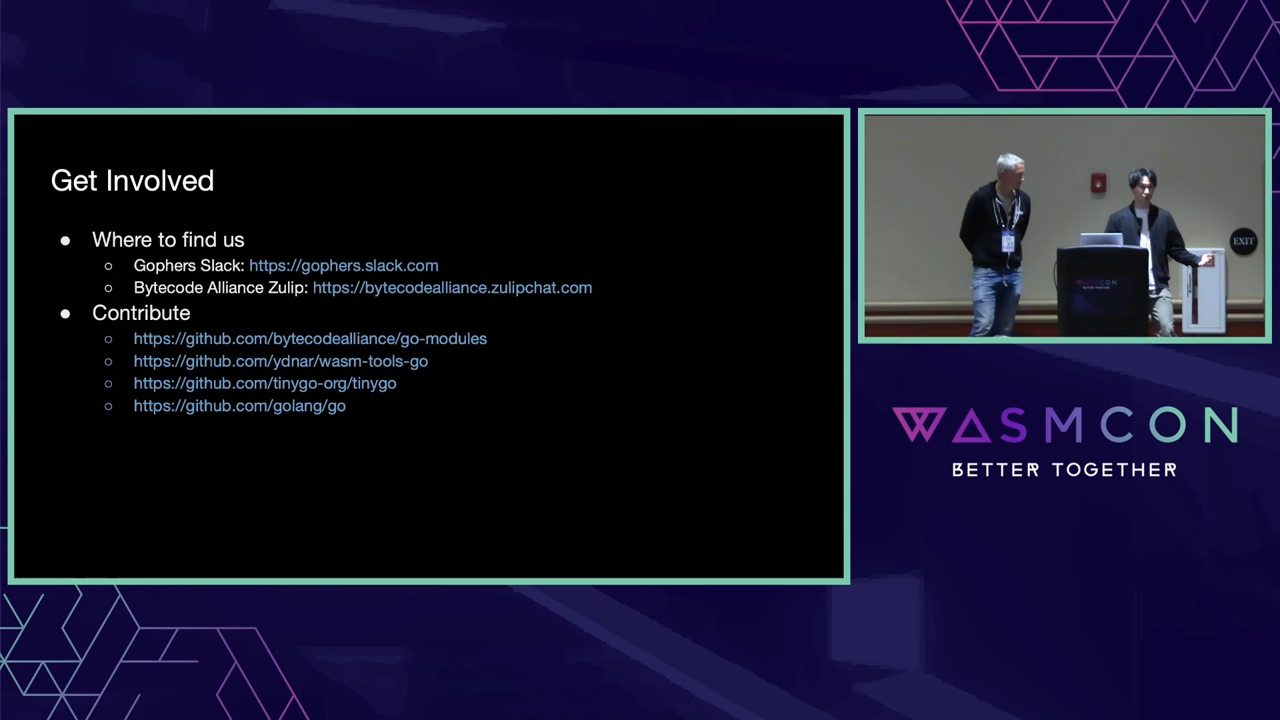 Get Involved
● Where to find us
○ Gophers Slack: https://gophers.slack.com
○ Bytecode Alliance Zulip: https://bytecodealliance.zulipchat.com
● Contribute
○ https://github.com/bytecodealliance/go-modules
○ https://github.com/ydnar/wasm-tools-go
○ https://github.com/tinygo-org/tinygo
○ https://github.com/golang/go
EXIT
WASMCON
WASMCON
BETTER TOGETHER